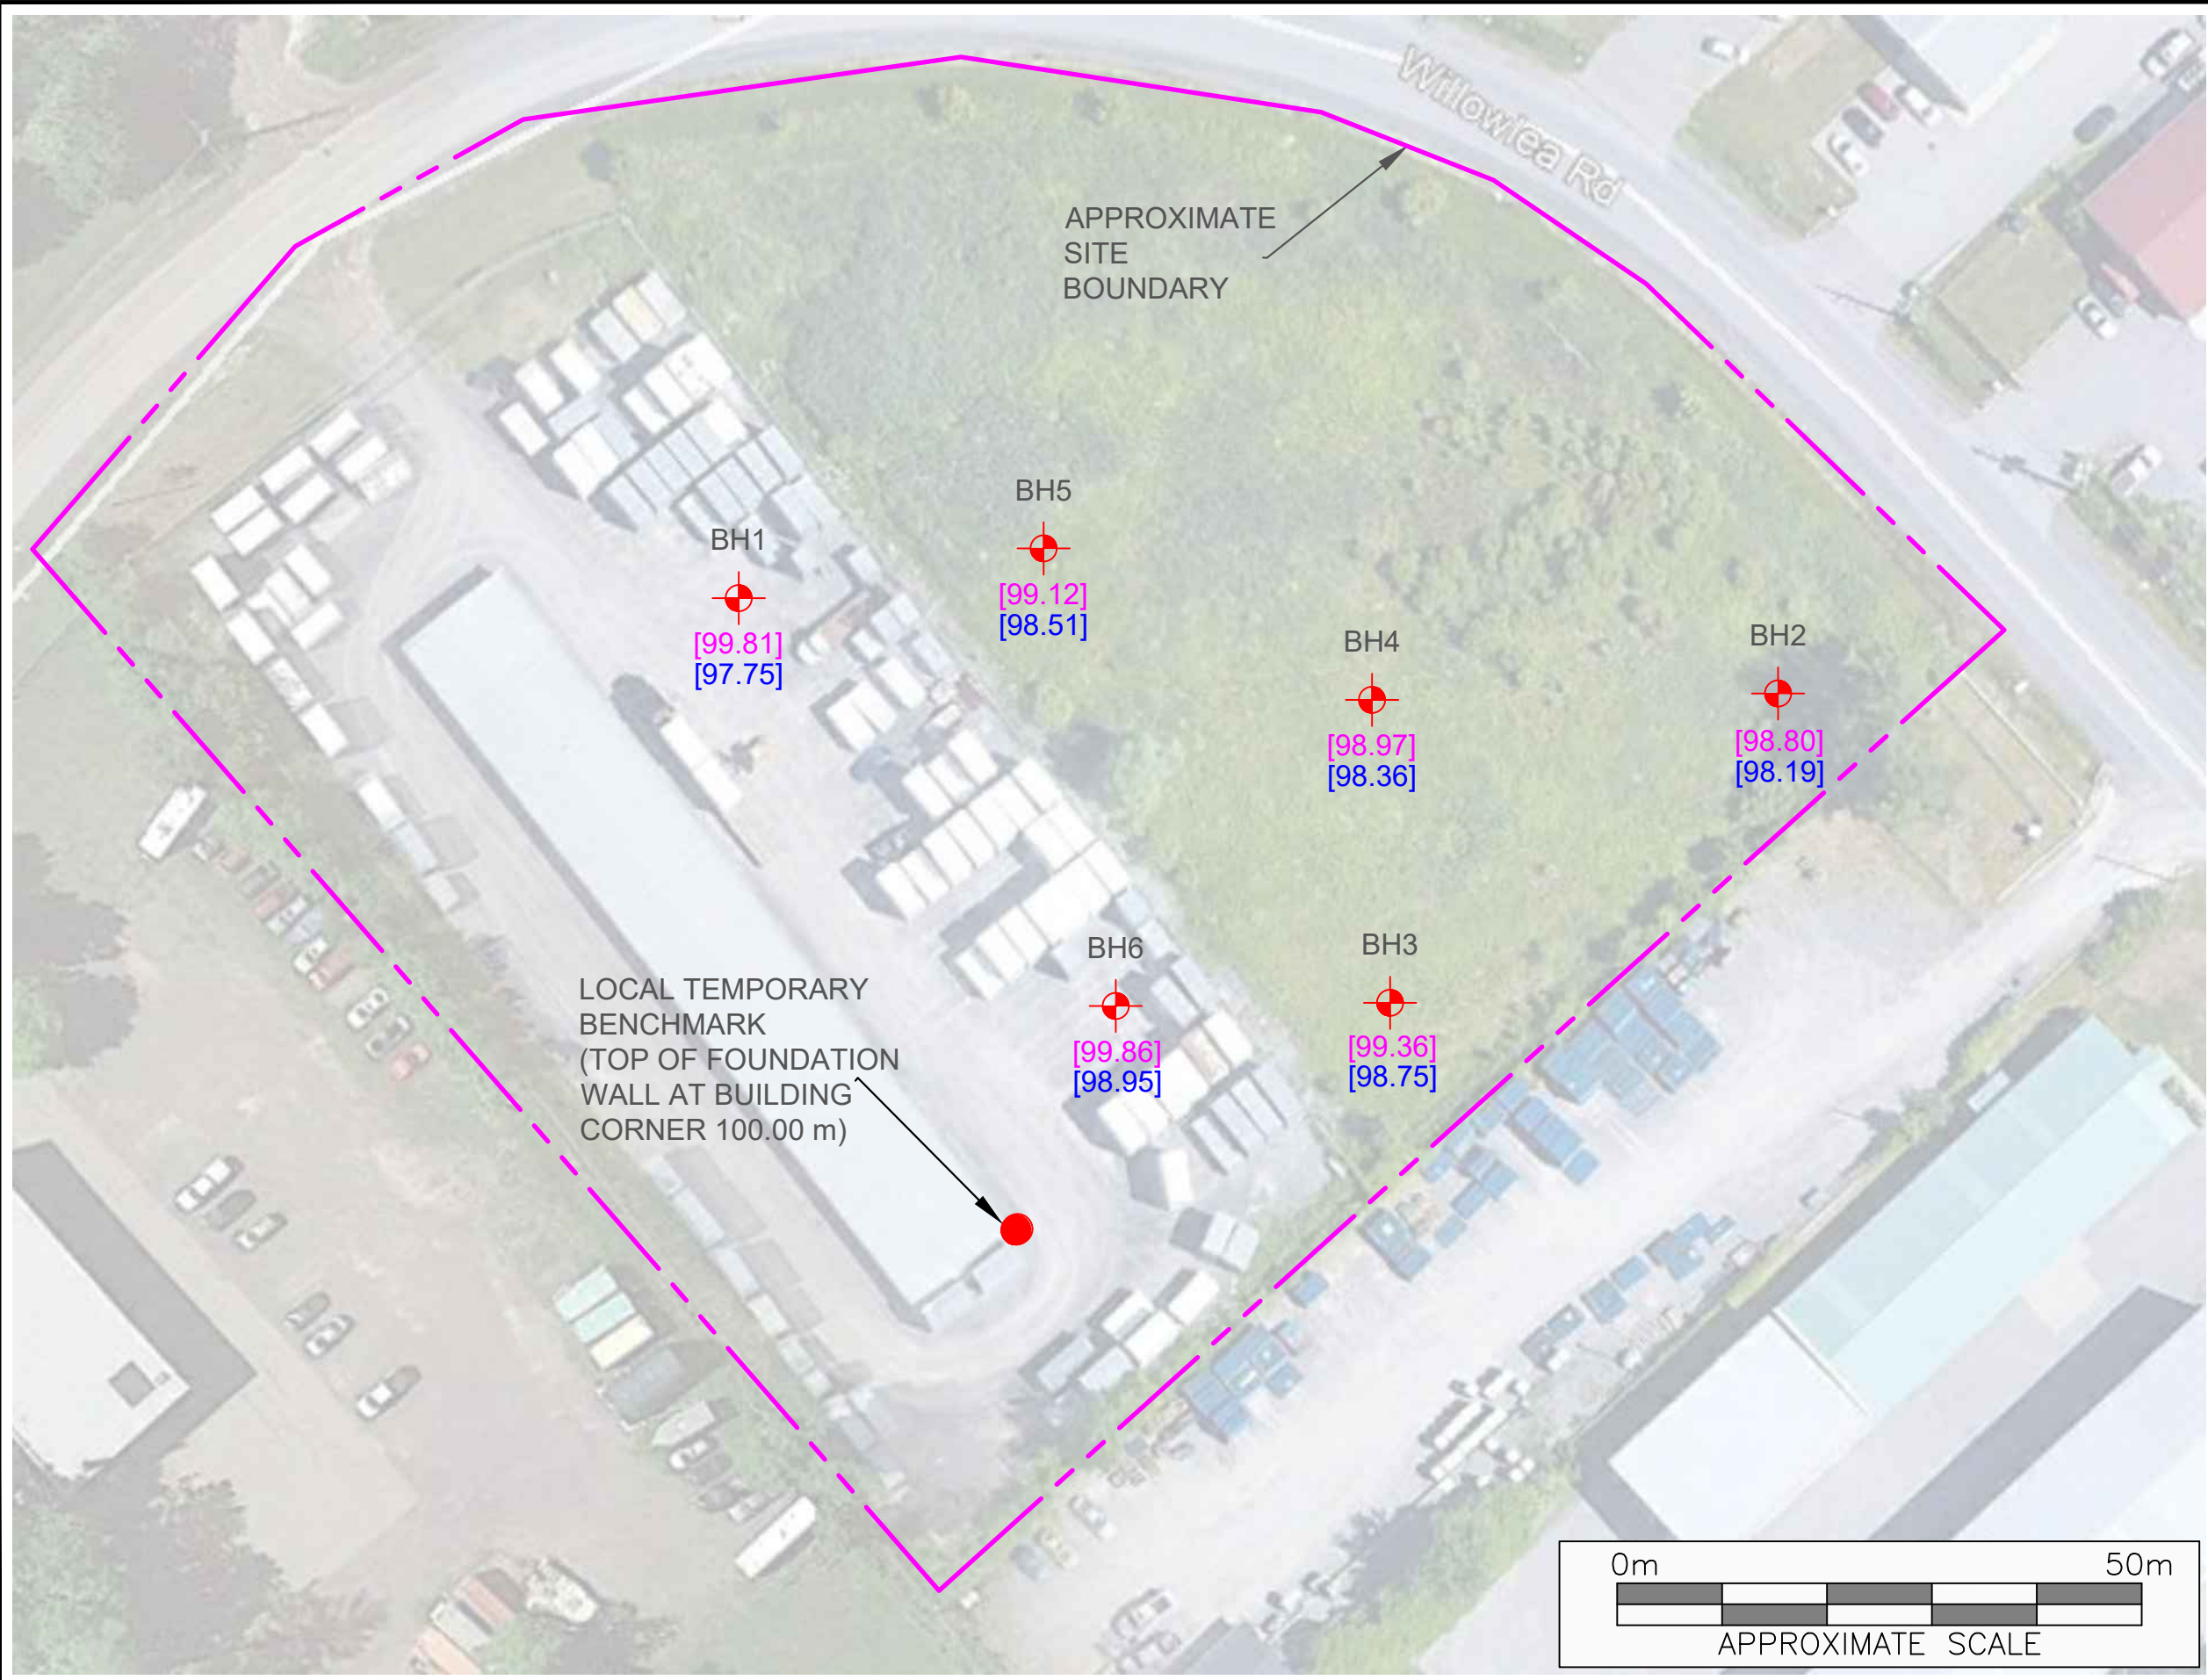 Willowlea Rd
APPROXIMATE
SITE
BOUNDARY
BH5
[99.12]
[98.51]
BH1
[99.81]
[97.75]
BH4
[98.97]
[98.36]
BH2
[98.80]
[98.19]
BH6
[99.86]
[98.95]
BH3
[99.36]
[98.75]
LOCAL TEMPORARY
BENCHMARK
(TOP OF FOUNDATION
WALL AT BUILDING
CORNER 100.00 m)
0m 50m
APPROXIMATE SCALE